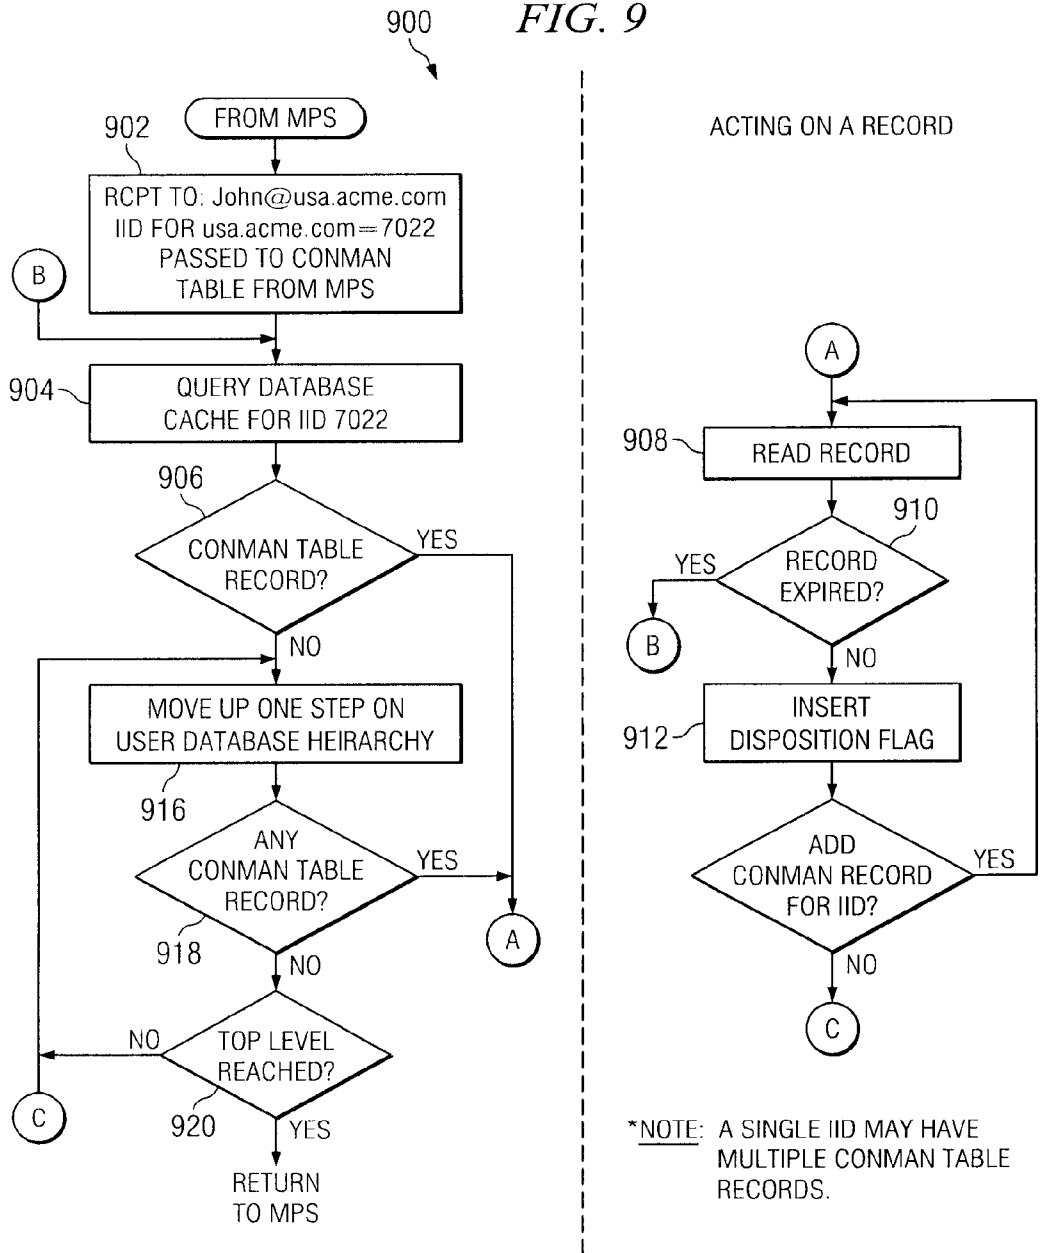 FIG. 9
900
FROM MPS
902
RCPT TO: John@usa.acme.com
IID FOR usa.acme.com=7022
PASSED TO CONMAN
TABLE FROM MPS
B
904
QUERY DATABASE
CACHE FOR IID 7022
906
CONMAN TABLE
RECORD?
YES
NO
MOVE UP ONE STEP ON
USER DATABASE HEIRARCHY
916
ANY
CONMAN TABLE
RECORD?
YES
918
NO
A
TOP LEVEL
REACHED?
NO
920
C
YES
RETURN
TO MPS
ACTING ON A RECORD
A
908
READ RECORD
910
RECORD
EXPIRED?
YES
B
NO
912
INSERT
DISPOSITION FLAG
ADD
CONMAN RECORD
FOR IID?
YES
NO
C
*NOTE: A SINGLE IID MAY HAVE
MULTIPLE CONMAN TABLE
RECORDS.